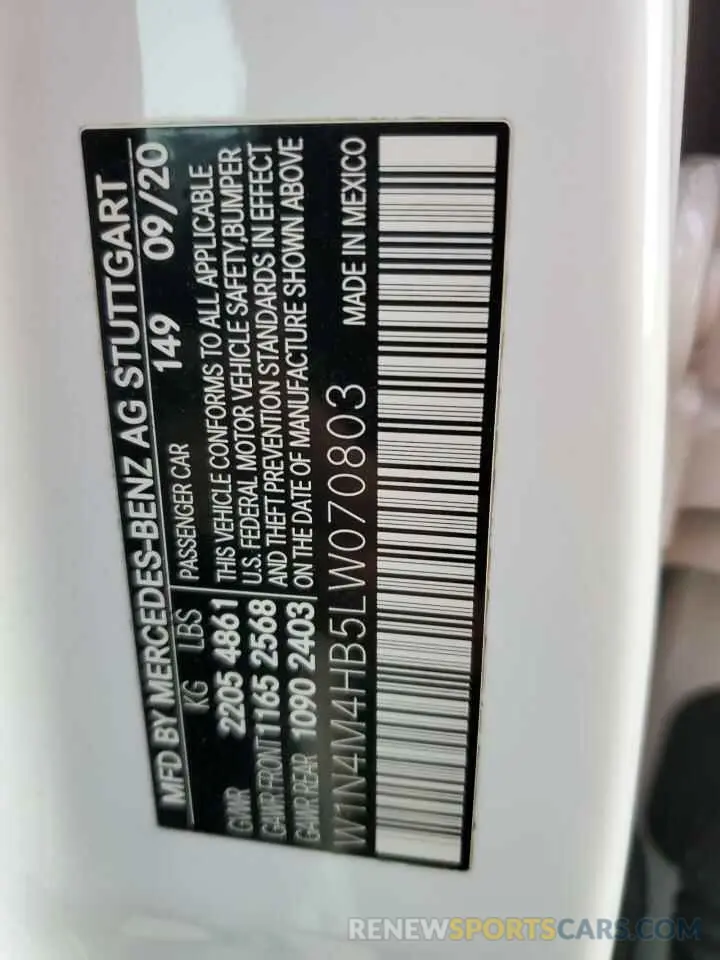 MFD BY MERCEDES-BENZ AG STUTTGART
149 09/20
KG LBS PASSENGER CAR
GVWR 2205 4861 THIS VEHICLE CONFORMS TO ALL APPLICABLE
GAWR FRONT 1165 2568 U.S. FEDERAL MOTOR VEHICLE SAFETY,BUMPER
GAWR REAR 1090 2403 AND THEFT PREVENTION STANDARDS IN EFFECT
ON THE DATE OF MANUFACTURE SHOWN ABOVE
W1N4M4HB5LW070803 MADE IN MEXICO
RENEWSPORTSCARS.COM